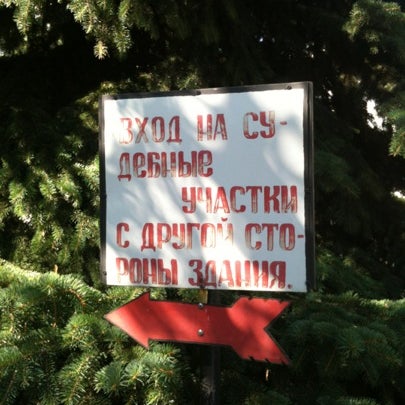 ВХОД НА СУ-
ДЕБНЫЕ
УЧАСТКИ
С ДРУГОЙ СТО-
РОНЫ ЗДАНИЯ.